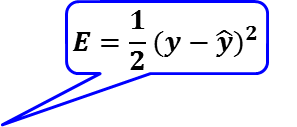 E = 1/2 (y − ŷ)²